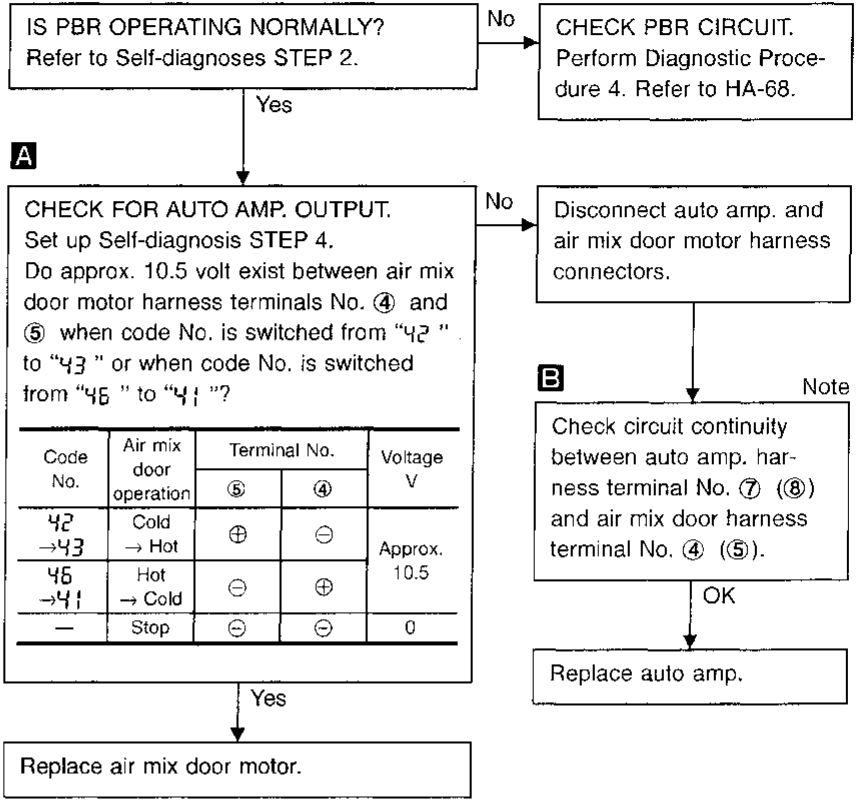 IS PBR OPERATING NORMALLY?
Refer to Self-diagnoses STEP 2.
No
CHECK PBR CIRCUIT.
Perform Diagnostic Proce-
dure 4. Refer to HA-68.
Yes
A
CHECK FOR AUTO AMP. OUTPUT.
Set up Self-diagnosis STEP 4.
Do approx. 10.5 volt exist between air mix
door motor harness terminals No. ④ and
⑤ when code No. is switched from “42 ”
to “43 ” or when code No. is switched
from “46 ” to “41 ”?
Code
No.
Air mix
door
operation
Terminal No.
⑤ ④
Voltage
V
42
→43
Cold
→ Hot
⊕ ⊖
Approx.
10.5
46
→41
Hot
→ Cold
⊖ ⊕
— Stop ⊖ ⊖ 0
Yes
Replace air mix door motor.
No
Disconnect auto amp. and
air mix door motor harness
connectors.
B
Note
Check circuit continuity
between auto amp. har-
ness terminal No. ⑦ (⑧)
and air mix door harness
terminal No. ④ (⑤).
OK
Replace auto amp.